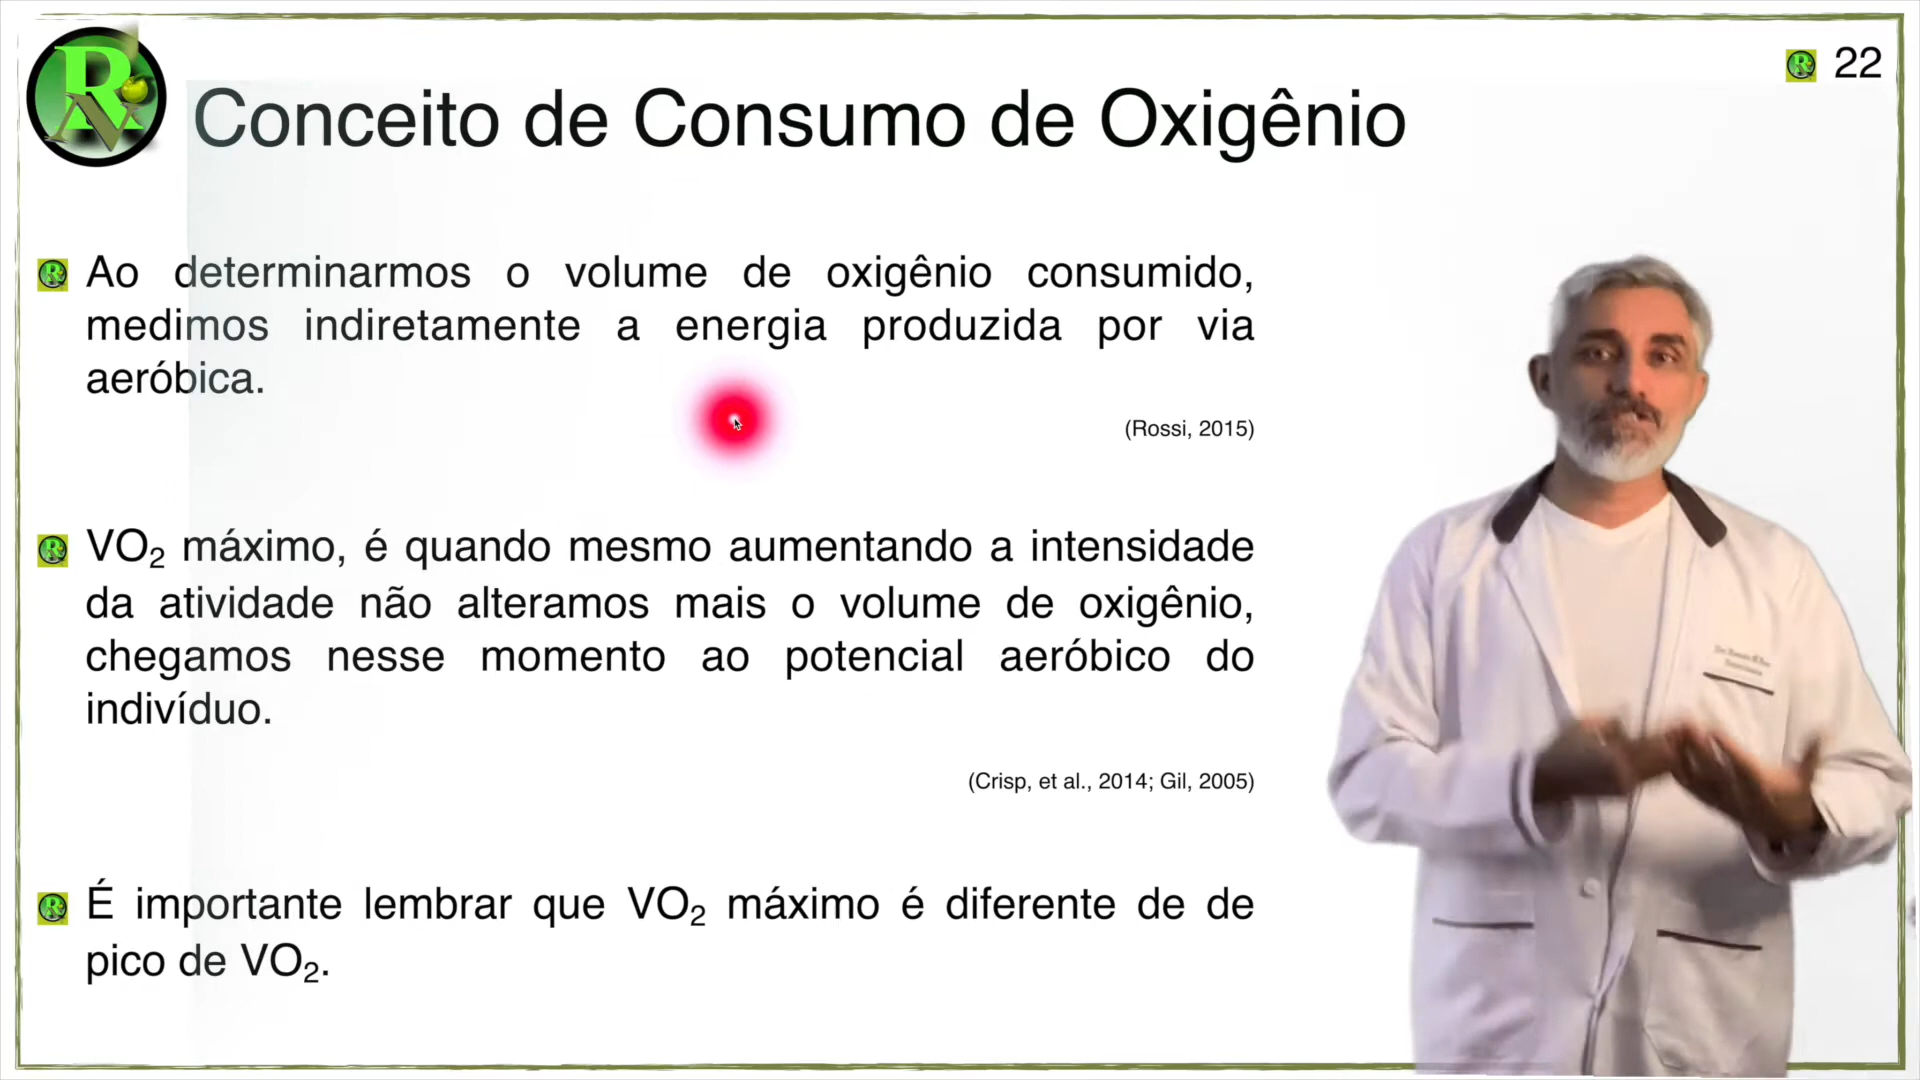 22
Conceito de Consumo de Oxigênio
Ao determinarmos o volume de oxigênio consumido,
medimos indiretamente a energia produzida por via
aeróbica.
(Rossi, 2015)
VO₂ máximo, é quando mesmo aumentando a intensidade
da atividade não alteramos mais o volume de oxigênio,
chegamos nesse momento ao potencial aeróbico do
indivíduo.
(Crisp, et al., 2014; Gil, 2005)
É importante lembrar que VO₂ máximo é diferente de de
pico de VO₂.